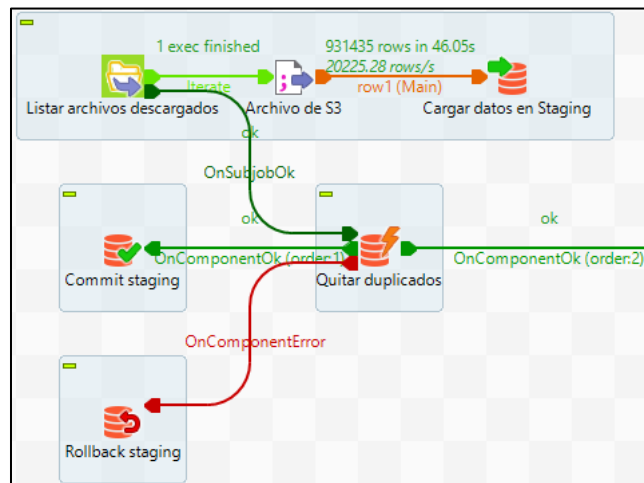 1 exec finished
931435 rows in 46.05s
20225.28 rows/s
Iterate
row1 (Main)
Listar archivos descargados
Archivo de S3
Cargar datos en Staging
ok
OnSubjobOk
ok
ok
OnComponentOk (order:1)
OnComponentOk (order:2)
Commit staging
Quitar duplicados
OnComponentError
Rollback staging